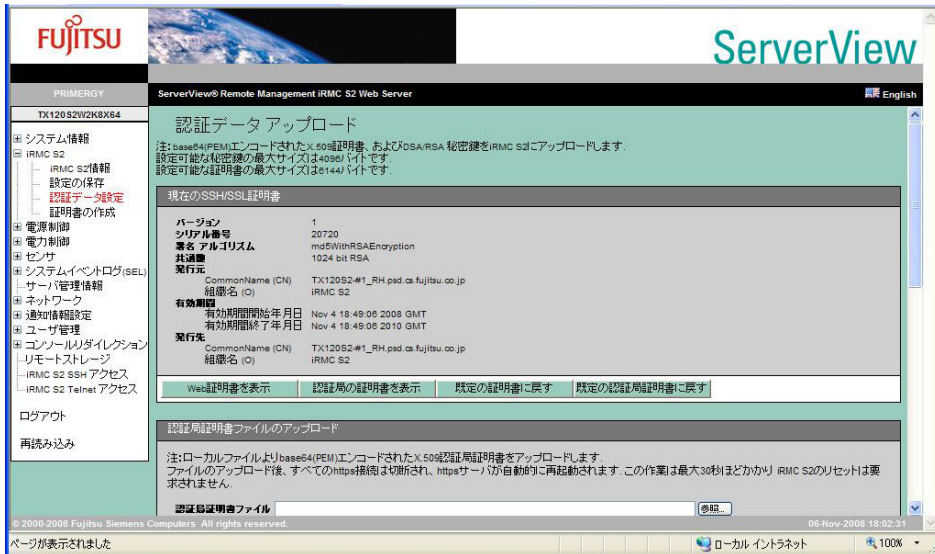 FUJITSU
ServerView
PRIMERGY
ServerView® Remote Management iRMC S2 Web Server
English
TX120S2W2K8X64
システム情報
iRMC S2
iRMC S2情報
設定の保存
認証データ設定
証明書の作成
電源制御
電力制御
センサ
システムイベントログ(SEL)
サーバ管理情報
ネットワーク
通知情報設定
ユーザ管理
コンソールリダイレクション
リモートストレージ
iRMC S2 SSH アクセス
iRMC S2 Telnet アクセス
ログアウト
再読み込み
認証データ アップロード
注: base64(PEM)エンコードされたX.509証明書、およびDSA/RSA 秘密鍵をiRMC S2にアップロードします.
設定可能な秘密鍵の最大サイズは4096バイトです.
設定可能な証明書の最大サイズは6144バイトです.
現在のSSH/SSL証明書
バージョン 1
シリアル番号 20720
署名 アルゴリズム md5WithRSAEncryption
共通鍵 1024 bit RSA
発行元
CommonName (CN) TX120S2-#1_RH.psd.cs.fujitsu.co.jp
組織名 (O) iRMC S2
有効期間
有効期間開始年月日 Nov 4 18:49:06 2008 GMT
有効期間終了年月日 Nov 4 18:49:06 2010 GMT
発行先
CommonName (CN) TX120S2-#1_RH.psd.cs.fujitsu.co.jp
組織名 (O) iRMC S2
Web証明書を表示 認証局の証明書を表示 既定の証明書に戻す 既定の認証局証明書に戻す
認証局証明書ファイルのアップロード
注:ローカルファイルよりbase64(PEM)エンコードされたX.509認証局証明書をアップロードします.
ファイルのアップロード後、すべてのhttps接続は切断され、httpsサーバが自動的に再起動されます. この作業は最大30秒ほどかかり iRMC S2のリセットは要
求されません.
認証局証明書ファイル 参照...
© 2000-2008 Fujitsu Siemens Computers All rights reserved. 06-Nov-2008 18:02:31
ページが表示されました ローカル イントラネット 100%